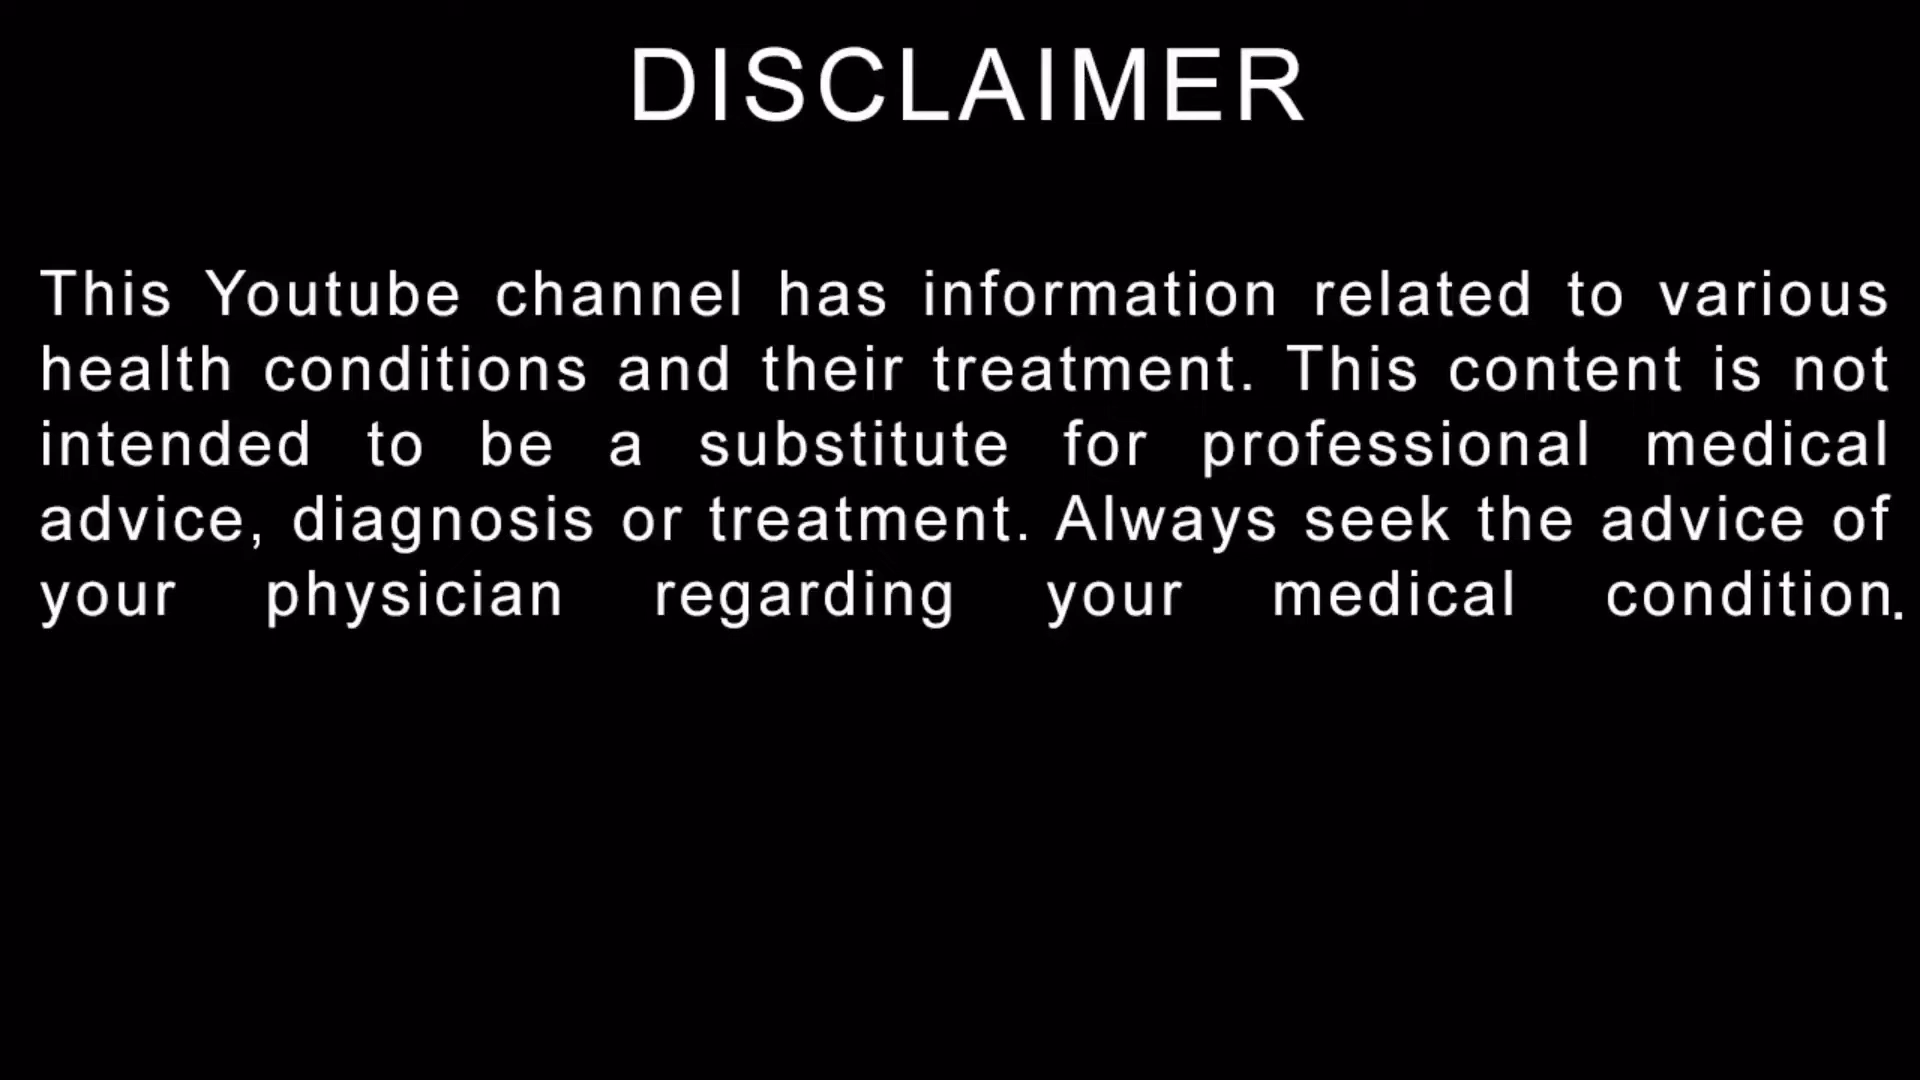 DISCLAIMER
This Youtube channel has information related to various
health conditions and their treatment. This content is not
intended to be a substitute for professional medical
advice, diagnosis or treatment. Always seek the advice of
your physician regarding your medical condition.